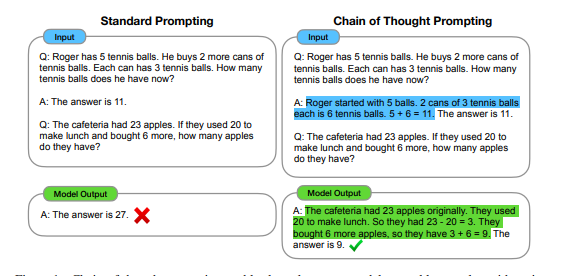 Standard Prompting
Input
Q: Roger has 5 tennis balls. He buys 2 more cans of
tennis balls. Each can has 3 tennis balls. How many
tennis balls does he have now?
A: The answer is 11.
Q: The cafeteria had 23 apples. If they used 20 to
make lunch and bought 6 more, how many apples
do they have?
Model Output
A: The answer is 27.
Chain of Thought Prompting
Input
Q: Roger has 5 tennis balls. He buys 2 more cans of
tennis balls. Each can has 3 tennis balls. How many
tennis balls does he have now?
A: Roger started with 5 balls. 2 cans of 3 tennis balls
each is 6 tennis balls. 5 + 6 = 11. The answer is 11.
Q: The cafeteria had 23 apples. If they used 20 to
make lunch and bought 6 more, how many apples
do they have?
Model Output
A: The cafeteria had 23 apples originally. They used
20 to make lunch. So they had 23 - 20 = 3. They
bought 6 more apples, so they have 3 + 6 = 9. The
answer is 9.